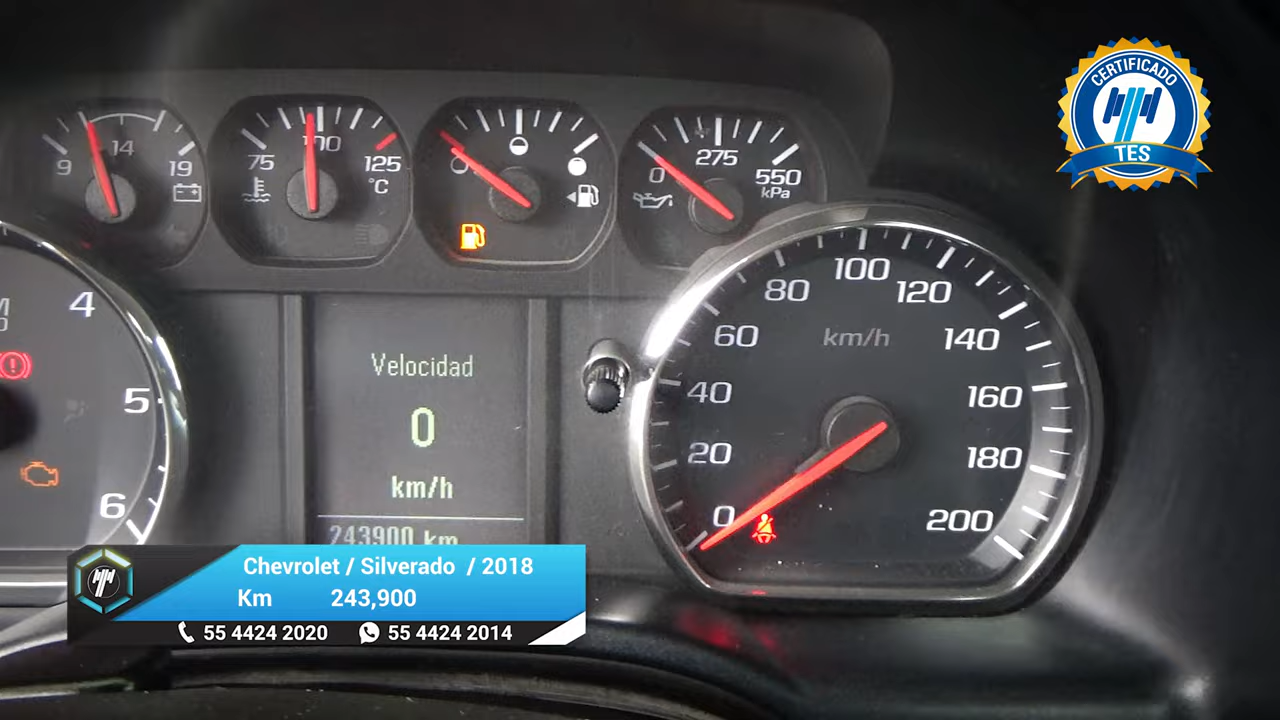 CERTIFICADO
TES
9 14 19
75 100 125
°C
0 275 550
kPa
4
5
6
Velocidad
0
km/h
243900 km
0 20 40 60 80 100 120 140 160 180 200
km/h
Chevrolet / Silverado / 2018
Km 243,900
55 4424 2020 55 4424 2014